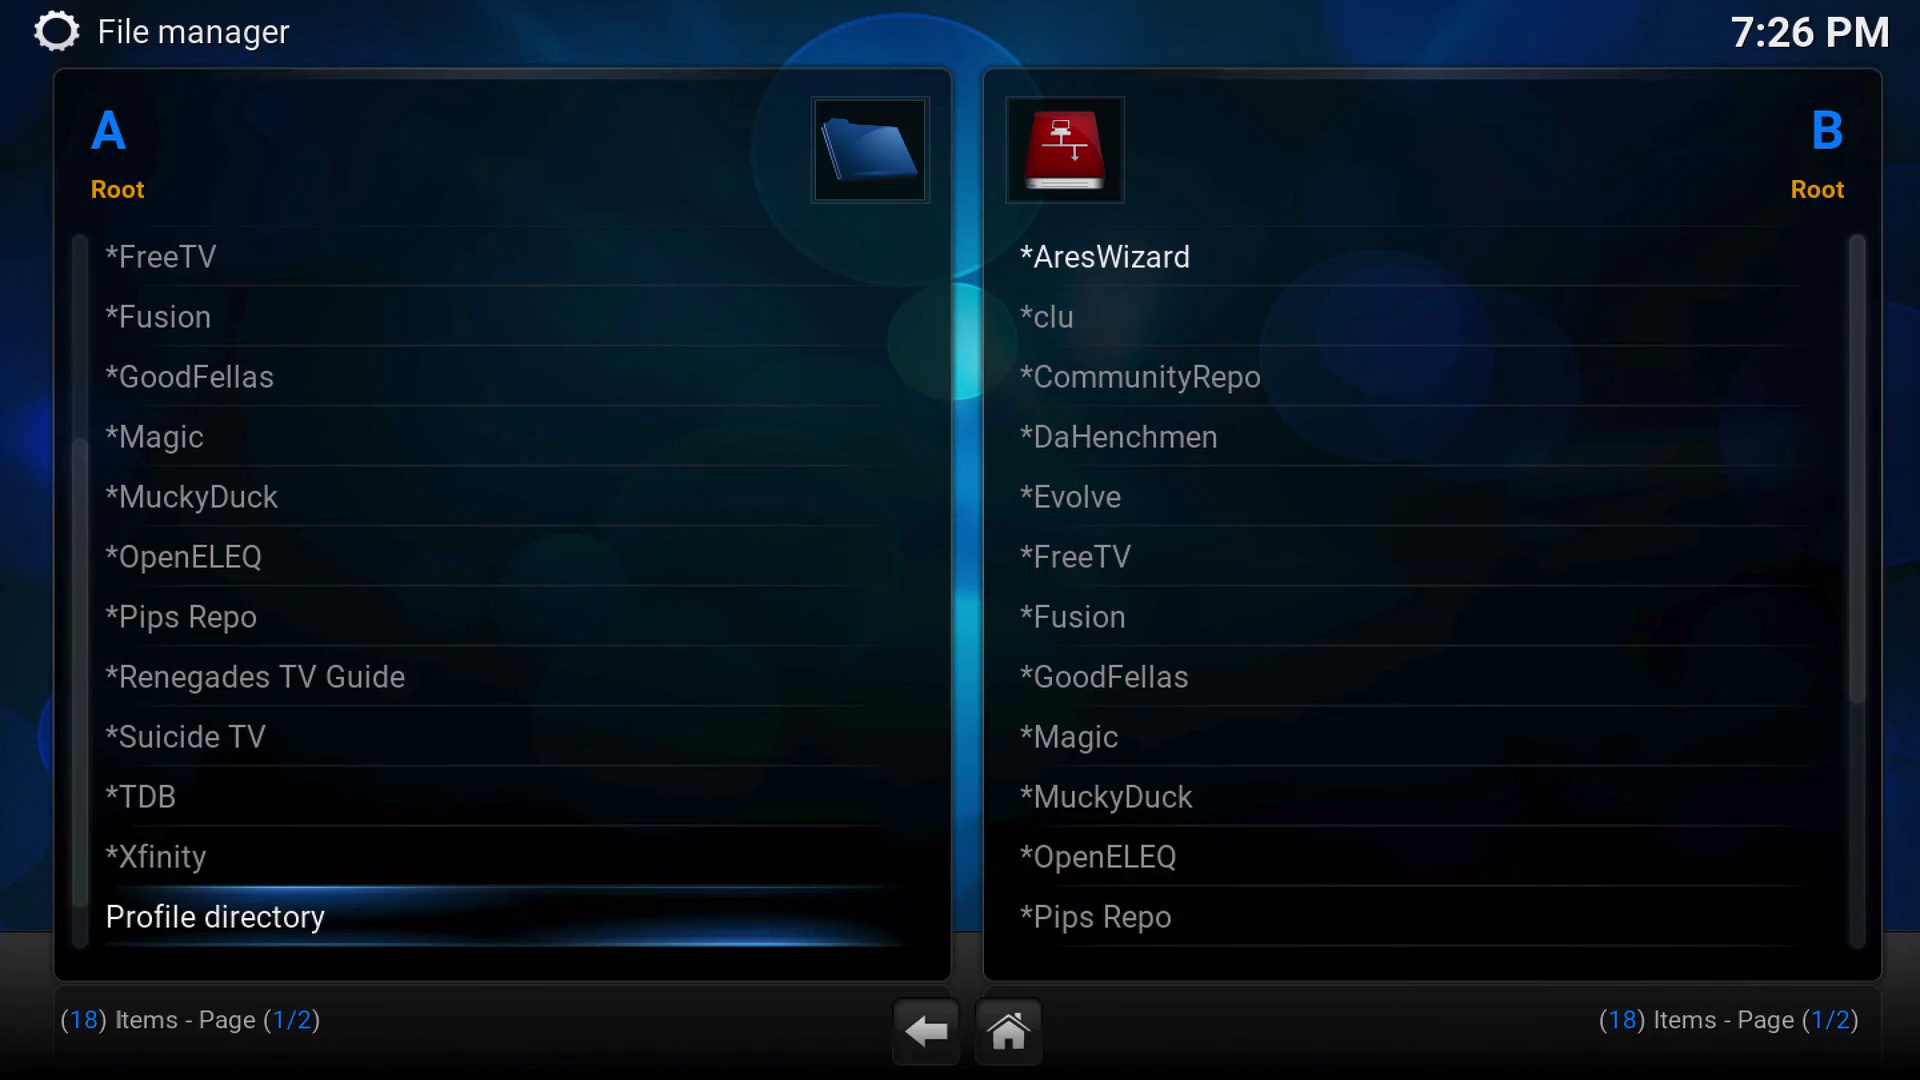 File manager
7:26 PM
A
Root
*FreeTV
*Fusion
*GoodFellas
*Magic
*MuckyDuck
*OpenELEQ
*Pips Repo
*Renegades TV Guide
*Suicide TV
*TDB
*Xfinity
Profile directory
(18) Items - Page (1/2)
B
Root
*AresWizard
*clu
*CommunityRepo
*DaHenchmen
*Evolve
*FreeTV
*Fusion
*GoodFellas
*Magic
*MuckyDuck
*OpenELEQ
*Pips Repo
(18) Items - Page (1/2)